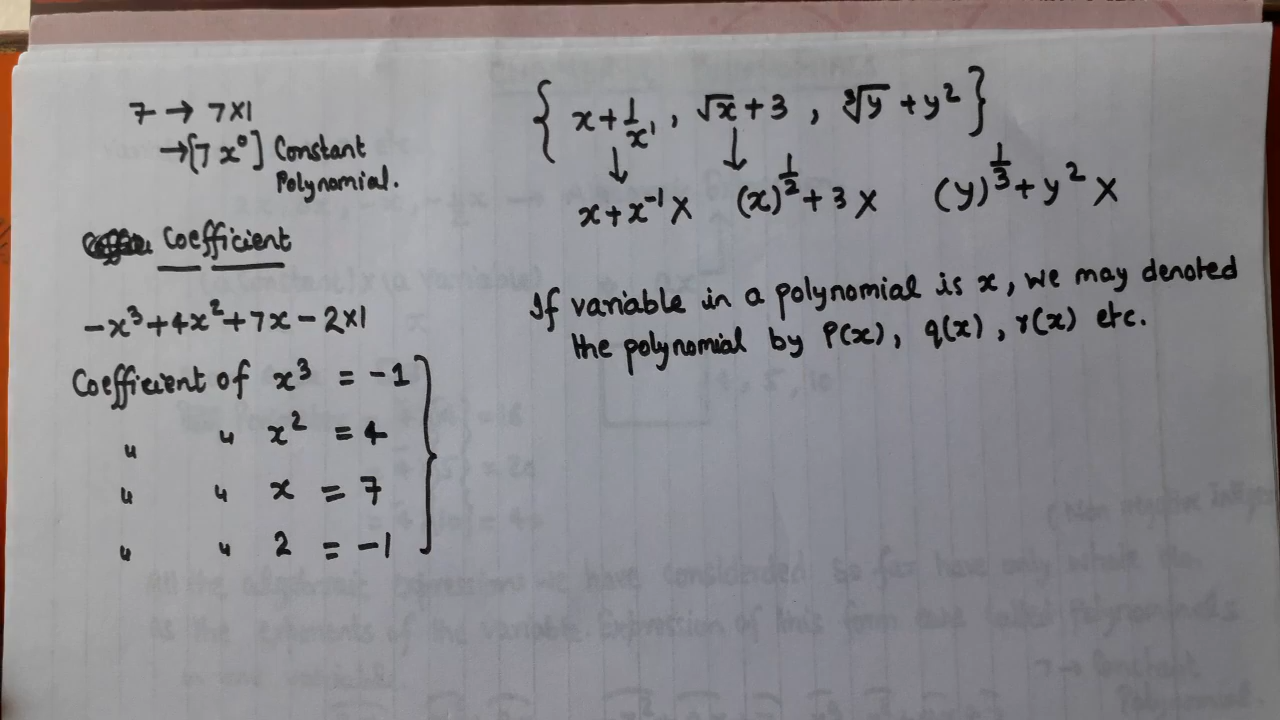 7 → 7×1
→[7x⁰] Constant
Polynomial.
Coefficient
-x³+4x²+7x-2×1
Coefficient of x³ = -1
" " x² = 4
" " x = 7
" " 2 = -1
{ x+1/x¹, √x+3, ∛y+y² }
↓ ↓
x+x⁻¹ X (x)^1/2+3 X (y)^1/3+y² X
If variable in a polynomial is x, we may denoted
the polynomial by P(x), q(x), r(x) etc.